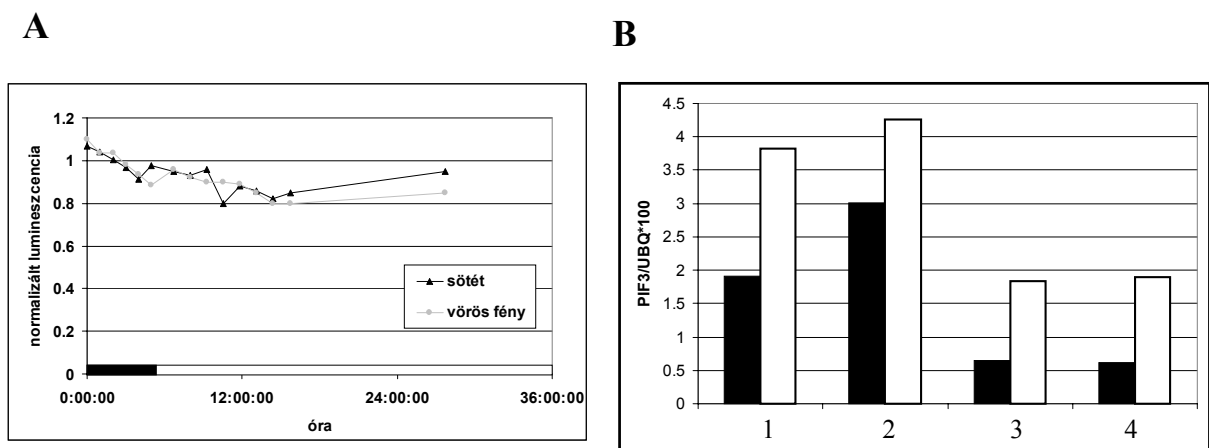 A
normalizált lumineszcencia
1.2
1
0.8
0.6
0.4
0.2
0
0:00:00 12:00:00 24:00:00 36:00:00
óra
sötét
vörös fény
B
PIF3/UBQ*100
4.5
4
3.5
3
2.5
2
1.5
1
0.5
0
1 2 3 4